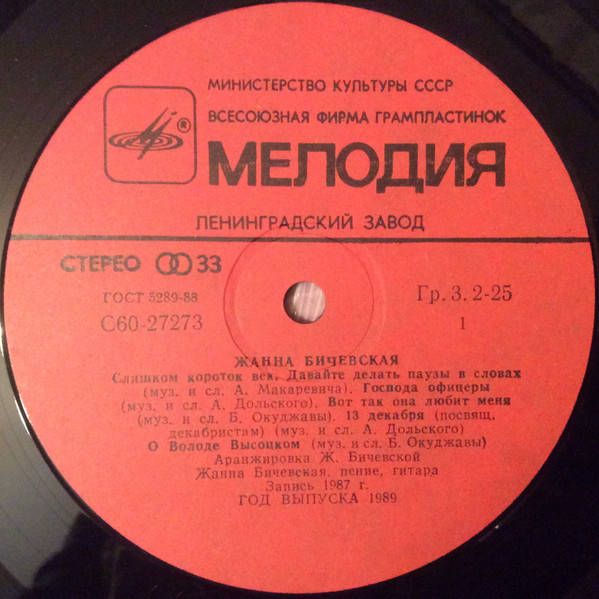 МИНИСТЕРСТВО КУЛЬТУРЫ СССР
ВСЕСОЮЗНАЯ ФИРМА ГРАМПЛАСТИНОК
®
МЕЛОДИЯ
ЛЕНИНГРАДСКИЙ ЗАВОД
СТЕРЕО 33
ГОСТ 5289-88 Гр. 3. 2-25
С60-27273 1
ЖАННА БИЧЕВСКАЯ
Слишком короток век. Давайте делать паузы в словах
(муз. и сл. А. Макаревича). Господа офицеры
(муз. и сл. А. Дольского). Вот так она любит меня
(муз. и сл. Б. Окуджавы). 13 декабря (посвящ.
декабристам) (муз. и сл. А. Дольского)
О Володе Высоцком (муз. и сл. Б. Окуджавы)
Аранжировка Ж. Бичевской
Жанна Бичевская, пение, гитара
Запись 1987 г.
ГОД ВЫПУСКА 1989